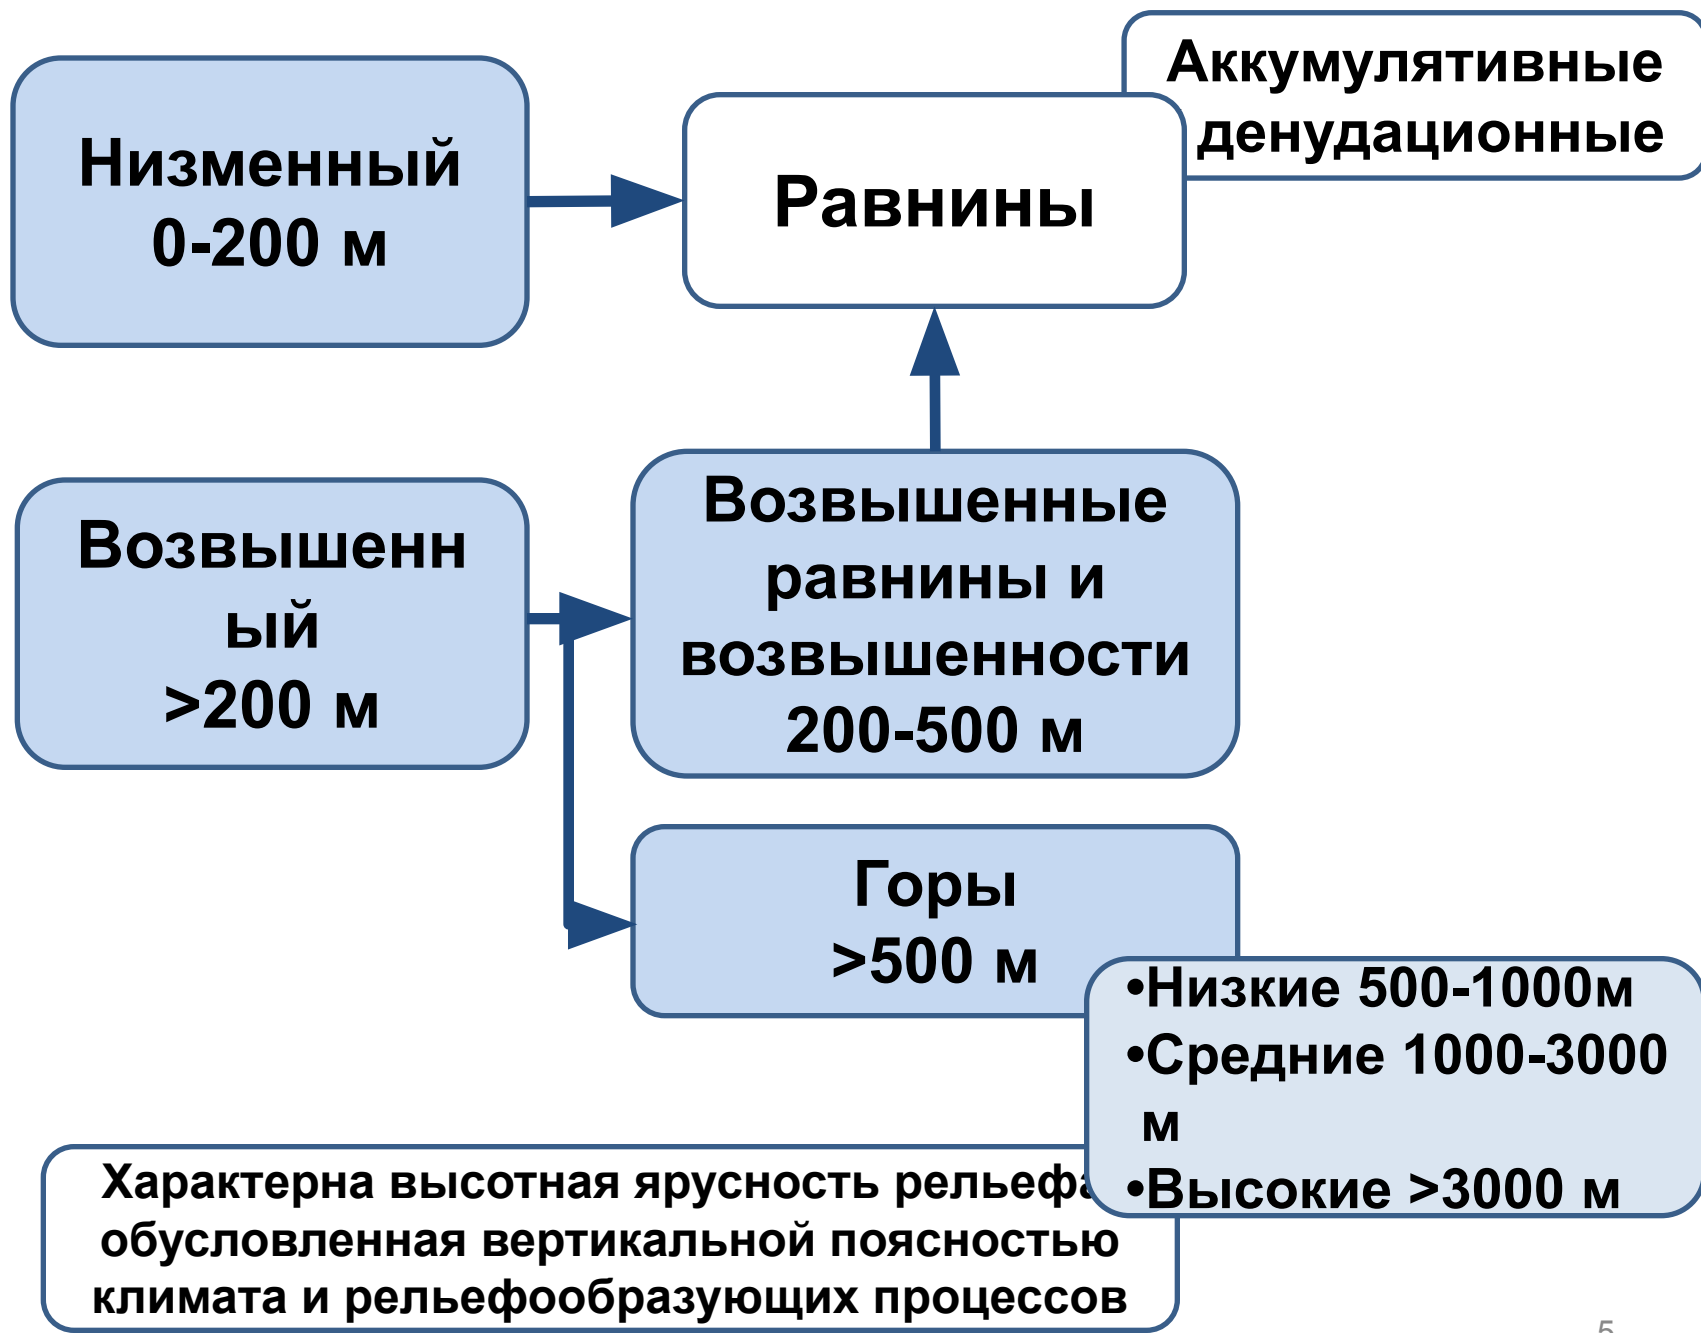 Аккумулятивные
денудационные
Низменный
0-200 м
Равнины
Возвышенн
ый
>200 м
Возвышенные
равнины и
возвышенности
200-500 м
Горы
>500 м
•Низкие 500-1000м
•Средние 1000-3000
м
•Высокие >3000 м
Характерна высотная ярусность рельефа
обусловленная вертикальной поясностью
климата и рельефообразующих процессов
5